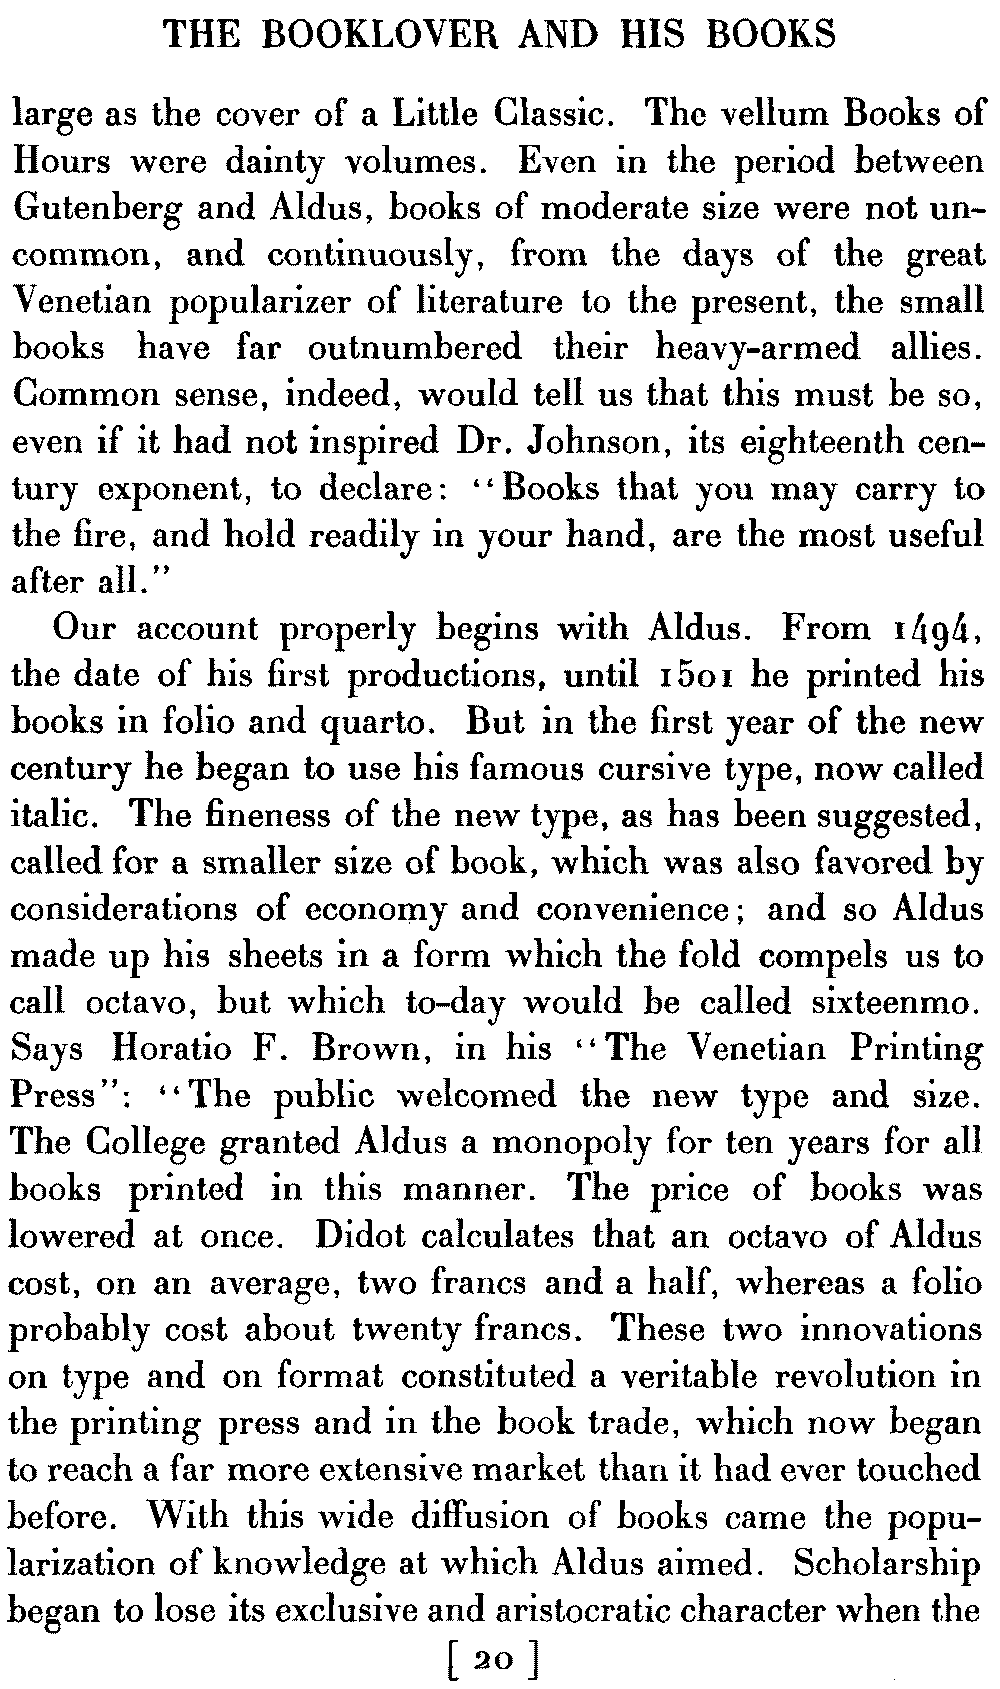 THE BOOKLOVER AND HIS BOOKS
large as the cover of a Little Classic. The vellum Books of
Hours were dainty volumes. Even in the period between
Gutenberg and Aldus, books of moderate size were not un-
common, and continuously, from the days of the great
Venetian popularizer of literature to the present, the small
books have far outnumbered their heavy-armed allies.
Common sense, indeed, would tell us that this must be so,
even if it had not inspired Dr. Johnson, its eighteenth cen-
tury exponent, to declare: “Books that you may carry to
the fire, and hold readily in your hand, are the most useful
after all.”
Our account properly begins with Aldus. From 1494,
the date of his first productions, until 1501 he printed his
books in folio and quarto. But in the first year of the new
century he began to use his famous cursive type, now called
italic. The fineness of the new type, as has been suggested,
called for a smaller size of book, which was also favored by
considerations of economy and convenience; and so Aldus
made up his sheets in a form which the fold compels us to
call octavo, but which to-day would be called sixteenmo.
Says Horatio F. Brown, in his “The Venetian Printing
Press”: “The public welcomed the new type and size.
The College granted Aldus a monopoly for ten years for all
books printed in this manner. The price of books was
lowered at once. Didot calculates that an octavo of Aldus
cost, on an average, two francs and a half, whereas a folio
probably cost about twenty francs. These two innovations
on type and on format constituted a veritable revolution in
the printing press and in the book trade, which now began
to reach a far more extensive market than it had ever touched
before. With this wide diffusion of books came the popu-
larization of knowledge at which Aldus aimed. Scholarship
began to lose its exclusive and aristocratic character when the
[ 20 ]